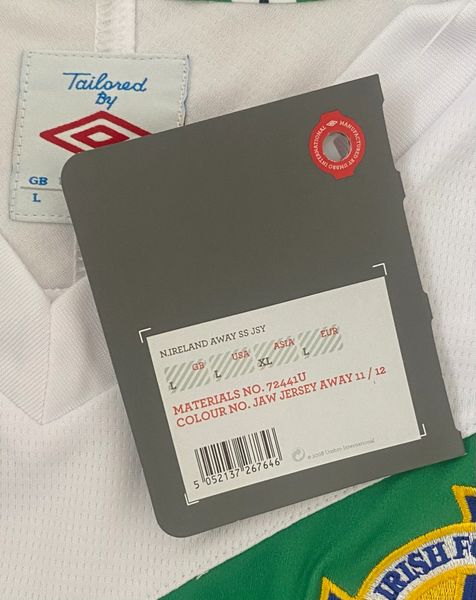 Tailored
By
GB
L
MANUFACTURED BY UMBRO INTERNATIONAL
N.IRELAND AWAY SS JSY
GB USA ASIA EUR
L L XL L
MATERIALS NO. 72441U
COLOUR NO. JAW JERSEY AWAY 11 / 12
5 052137 267646
© 2008 Umbro International
IRISH FO